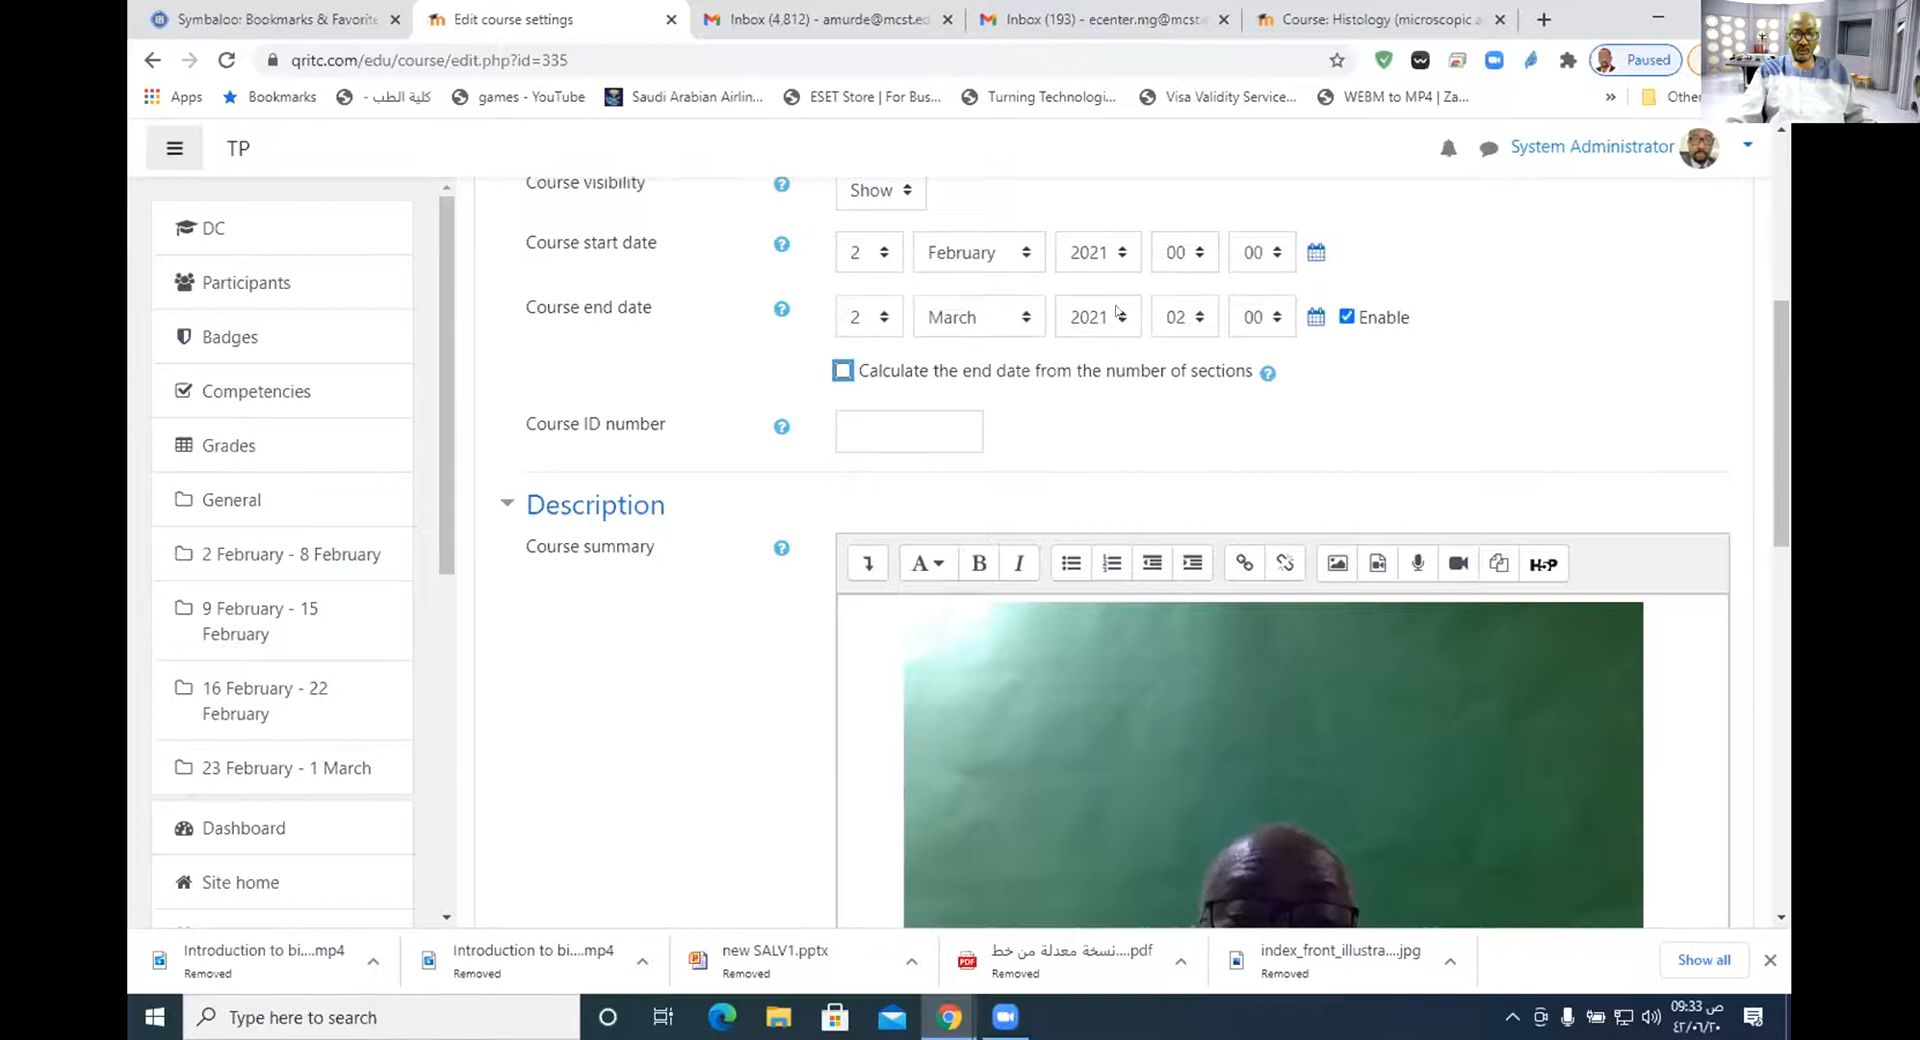 Symbaloo: Bookmarks & Favorite
Edit course settings
Inbox (4,812) - amurde@mcst.ed
Inbox (193) - ecenter.mg@mcst
Course: Histology (microscopic a
qritc.com/edu/course/edit.php?id=335
Paused
Apps
Bookmarks
كلية الطب -
games - YouTube
Saudi Arabian Airlin...
ESET Store | For Bus...
Turning Technologi...
Visa Validity Service...
WEBM to MP4 | Za...
»
Other
TP
System Administrator
DC
Participants
Badges
Competencies
Grades
General
2 February - 8 February
9 February - 15
February
16 February - 22
February
23 February - 1 March
Dashboard
Site home
Course visibility
Show
Course start date
2 February 2021 00 00
Course end date
2 March 2021 02 00 Enable
Calculate the end date from the number of sections
Course ID number
Description
Course summary
A B I
H-P
Introduction to bi....mp4
Removed
Introduction to bi....mp4
Removed
new SALV1.pptx
Removed
نسخة معدلة من خط....pdf
Removed
index_front_illustra....jpg
Removed
Show all
Type here to search
09:33 ص
٤٢/٠٦/٢٠